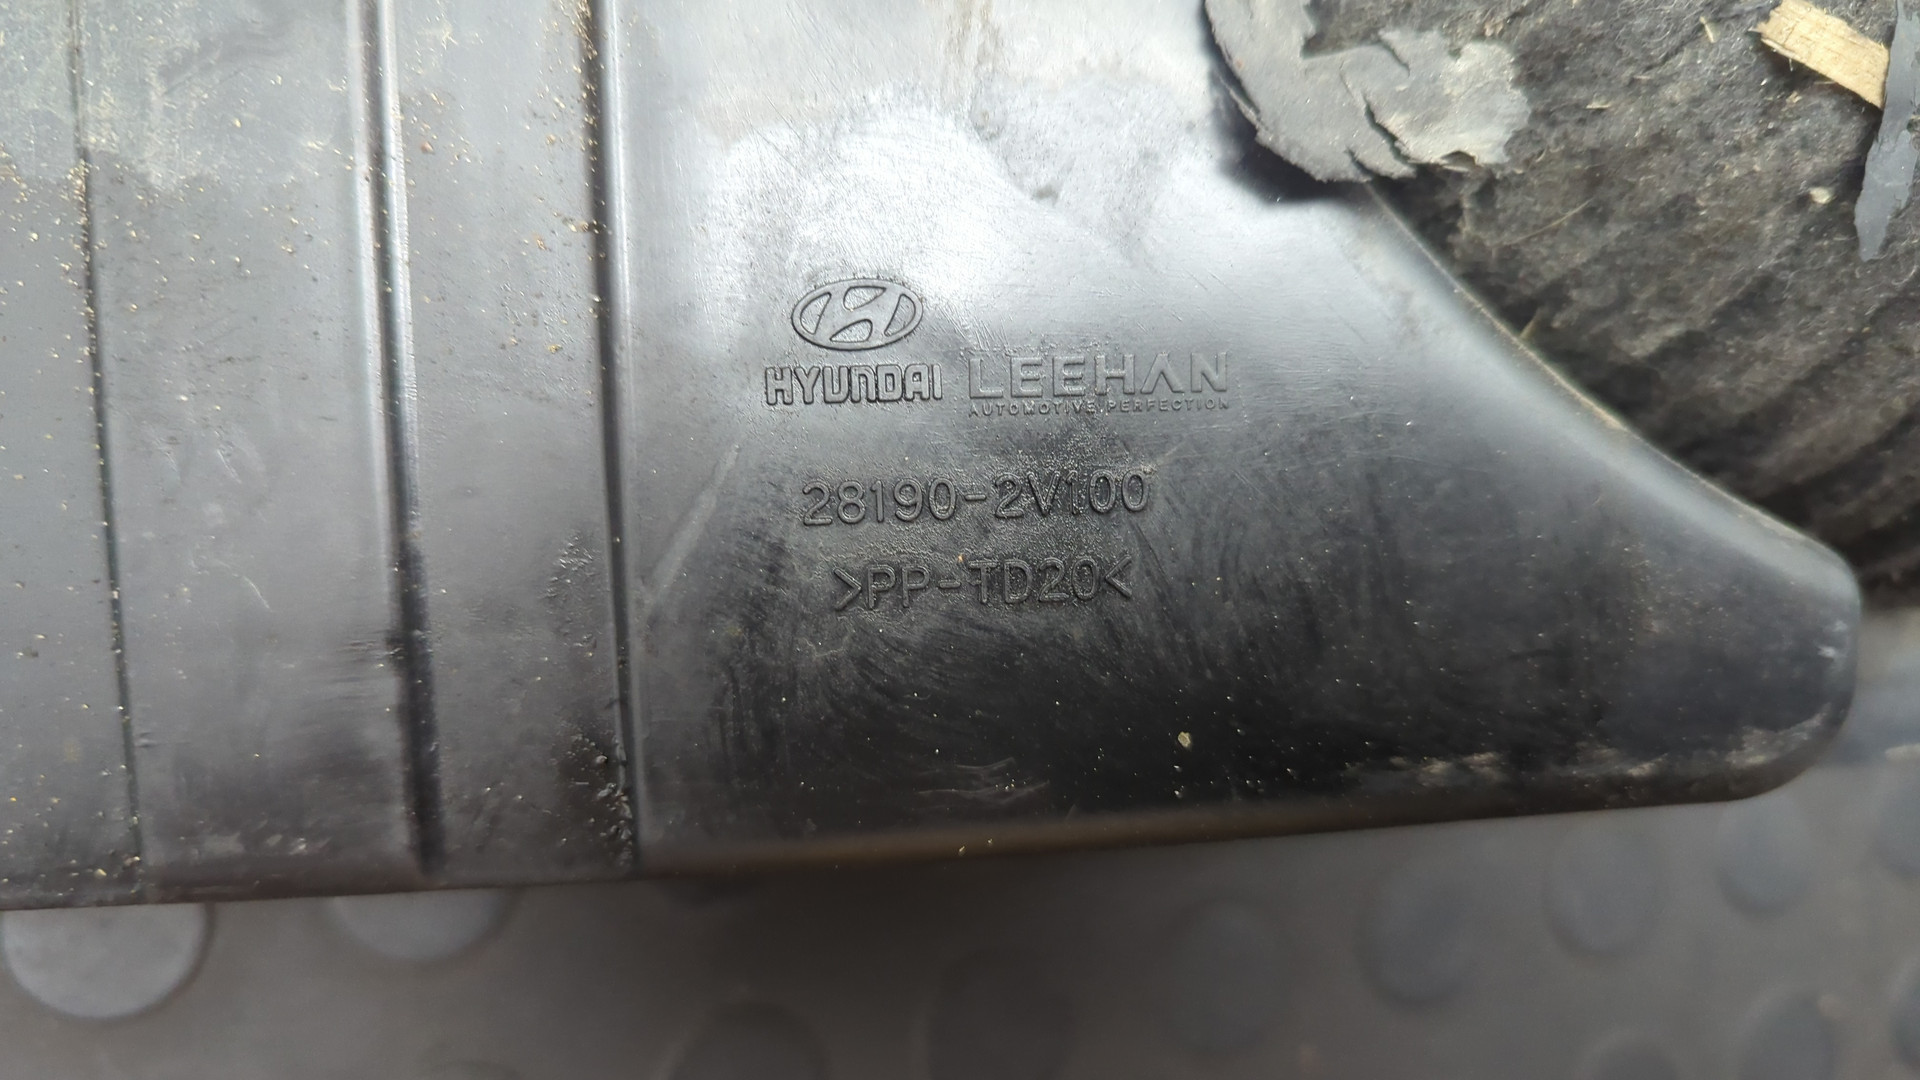 HYUNDAI LEEHAN
AUTOMOTIVE PERFECTION
28190-2V100
>PP-TD20<